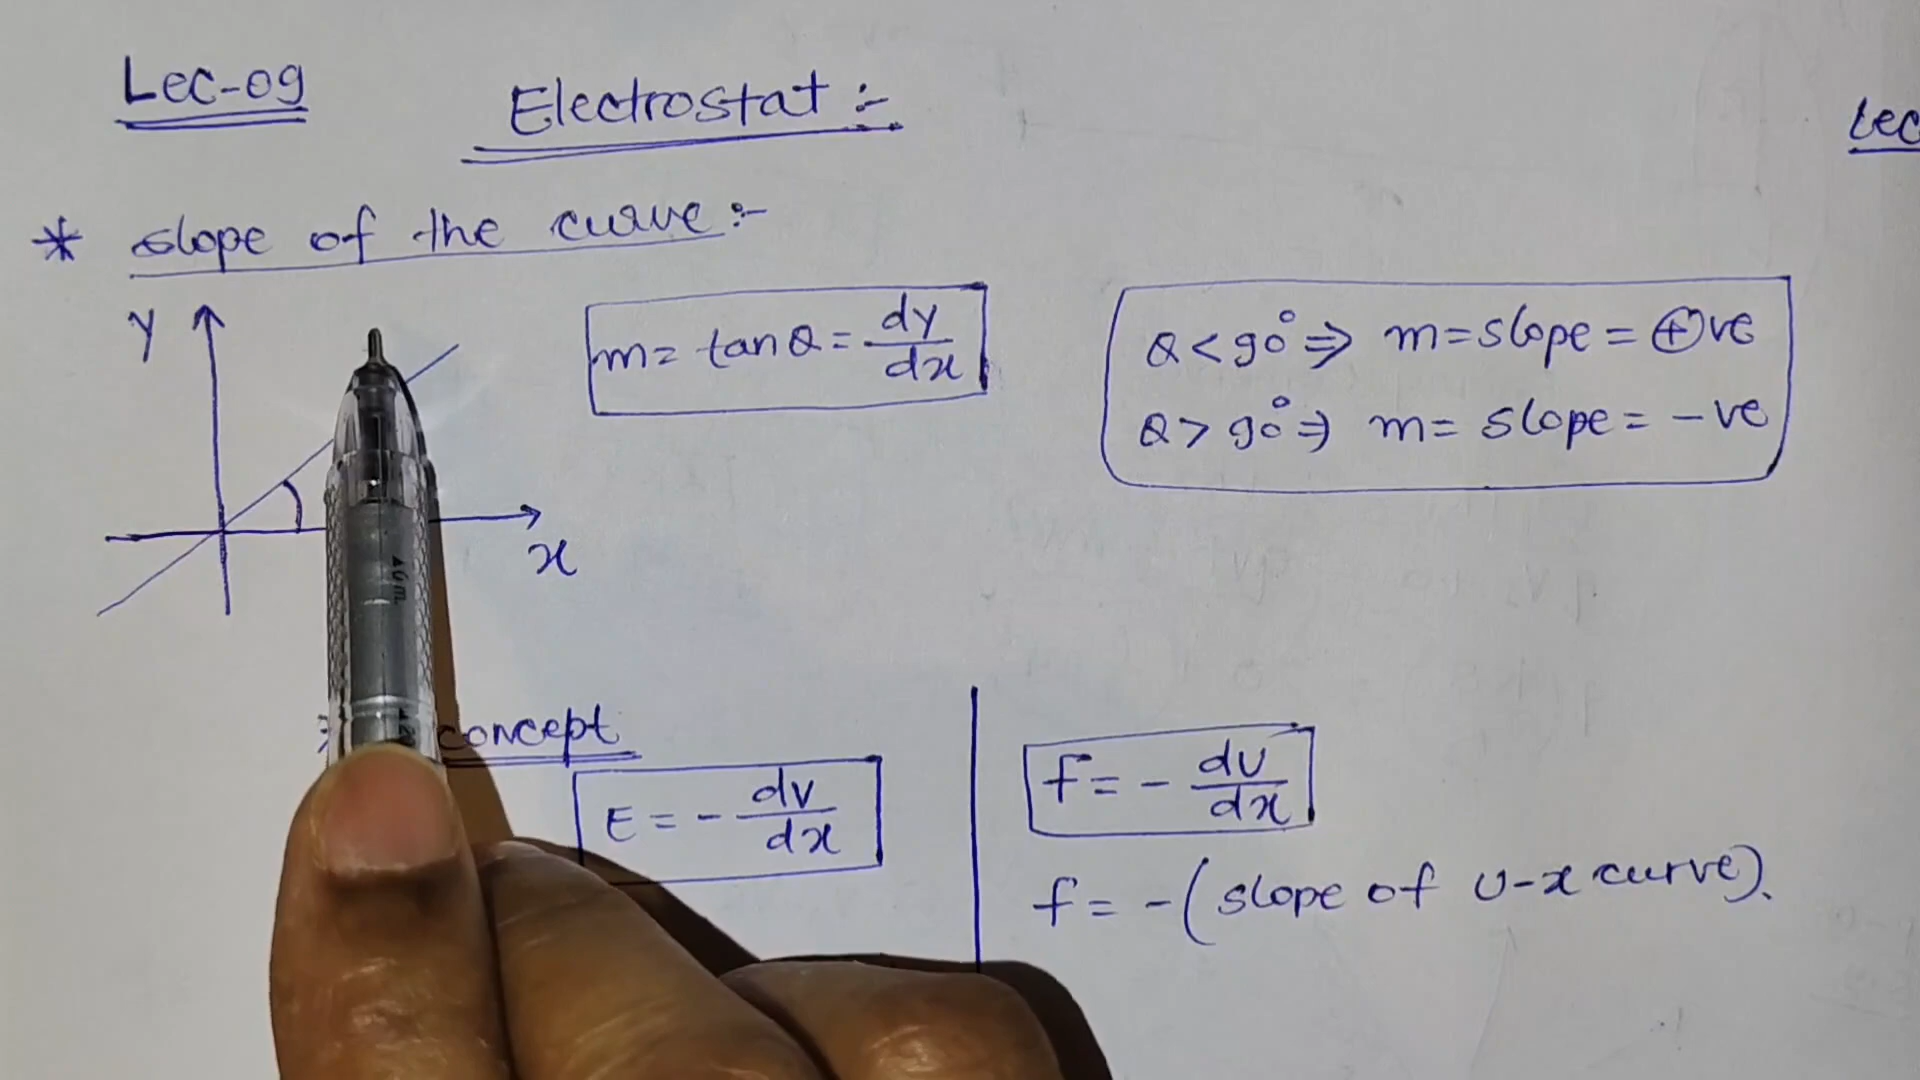 Lec-09
Electrostat :-
Lec
* slope of the curve :-
y
x
m = tan θ = dy/dx
θ < 90° ⇒ m = slope = ⊕ve
θ > 90° ⇒ m = slope = -ve
concept
E = - dv/dx
f = - dU/dx
f = - (slope of U-x curve).